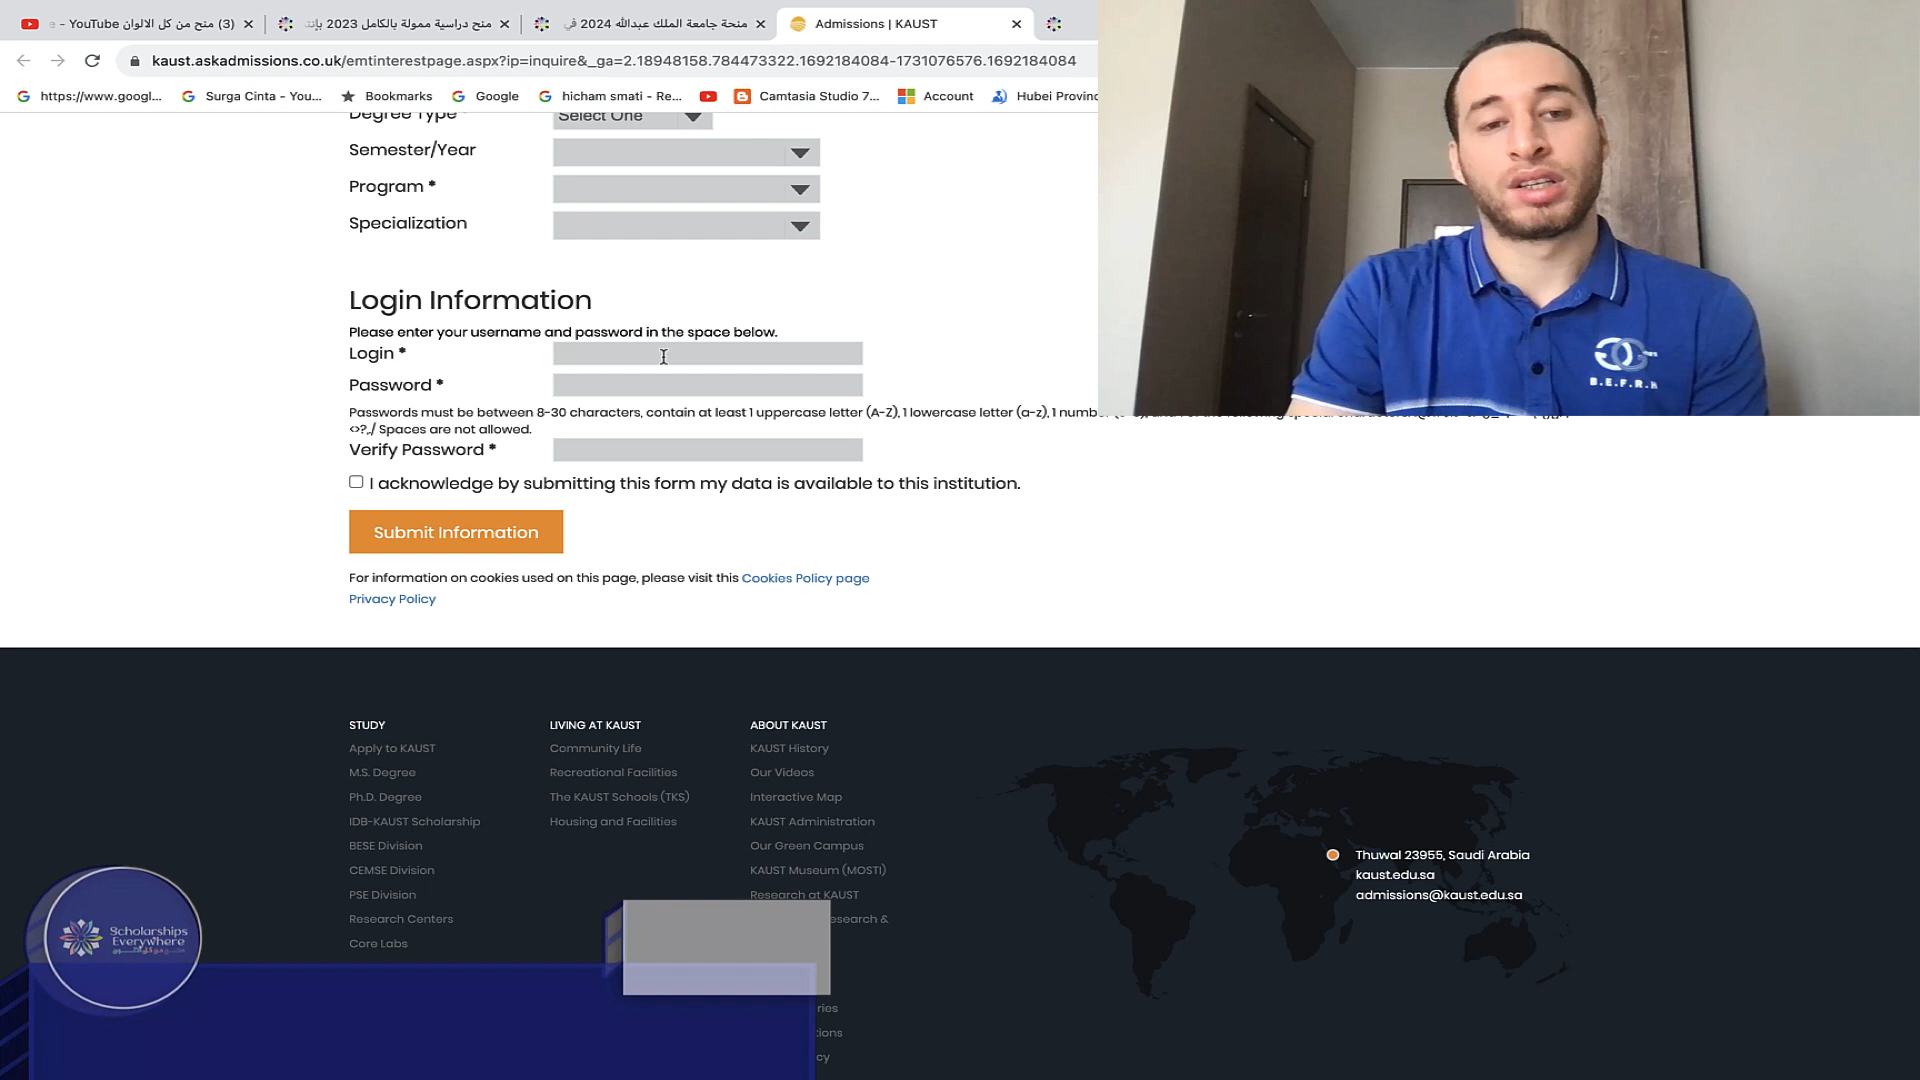 (3) منح من كل الالوان - YouTube
منح دراسية ممولة بالكامل 2023
منحة جامعة الملك عبدالله 2024 في
Admissions | KAUST
kaust.askadmissions.co.uk/emtinterestpage.aspx?ip=inquire&_ga=2.18948158.784473322.1692184084-1731076576.1692184084
https://www.googl...
Surga Cinta - You...
Bookmarks
Google
hicham smati - Re...
Camtasia Studio 7...
Account
Hubei Provinc
Degree Type
Select One
Semester/Year
Program *
Specialization
Login Information
Please enter your username and password in the space below.
Login *
Password *
Passwords must be between 8-30 characters, contain at least 1 uppercase letter (A-Z), 1 lowercase letter (a-z), 1 number
<>?,./ Spaces are not allowed.
Verify Password *
I acknowledge by submitting this form my data is available to this institution.
Submit Information
For information on cookies used on this page, please visit this Cookies Policy page
Privacy Policy
STUDY
Apply to KAUST
M.S. Degree
Ph.D. Degree
IDB-KAUST Scholarship
BESE Division
CEMSE Division
PSE Division
Research Centers
Core Labs
LIVING AT KAUST
Community Life
Recreational Facilities
The KAUST Schools (TKS)
Housing and Facilities
ABOUT KAUST
KAUST History
Our Videos
Interactive Map
KAUST Administration
Our Green Campus
KAUST Museum (MOSTI)
Research at KAUST
esearch &
ries
tions
cy
Thuwal 23955, Saudi Arabia
kaust.edu.sa
admissions@kaust.edu.sa
Scholarships
Everywhere
B.E.F.R.